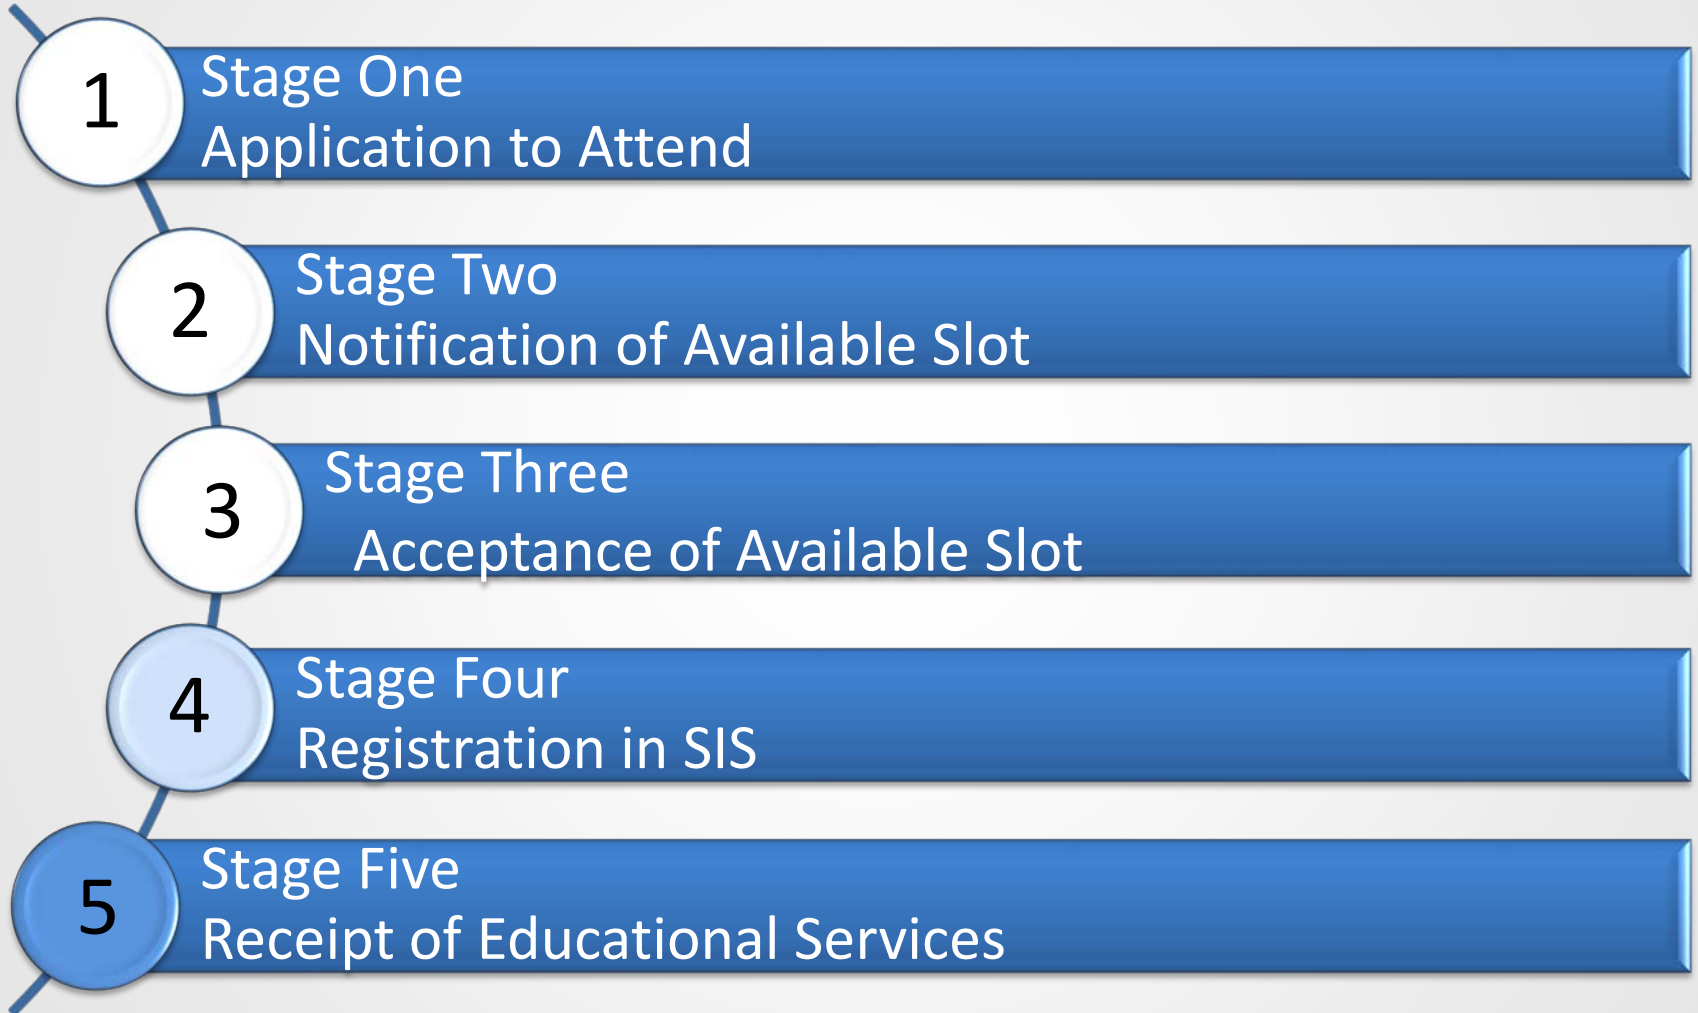 1
Stage One
Application to Attend
2
Stage Two
Notification of Available Slot
3
Stage Three
Acceptance of Available Slot
4
Stage Four
Registration in SIS
5
Stage Five
Receipt of Educational Services